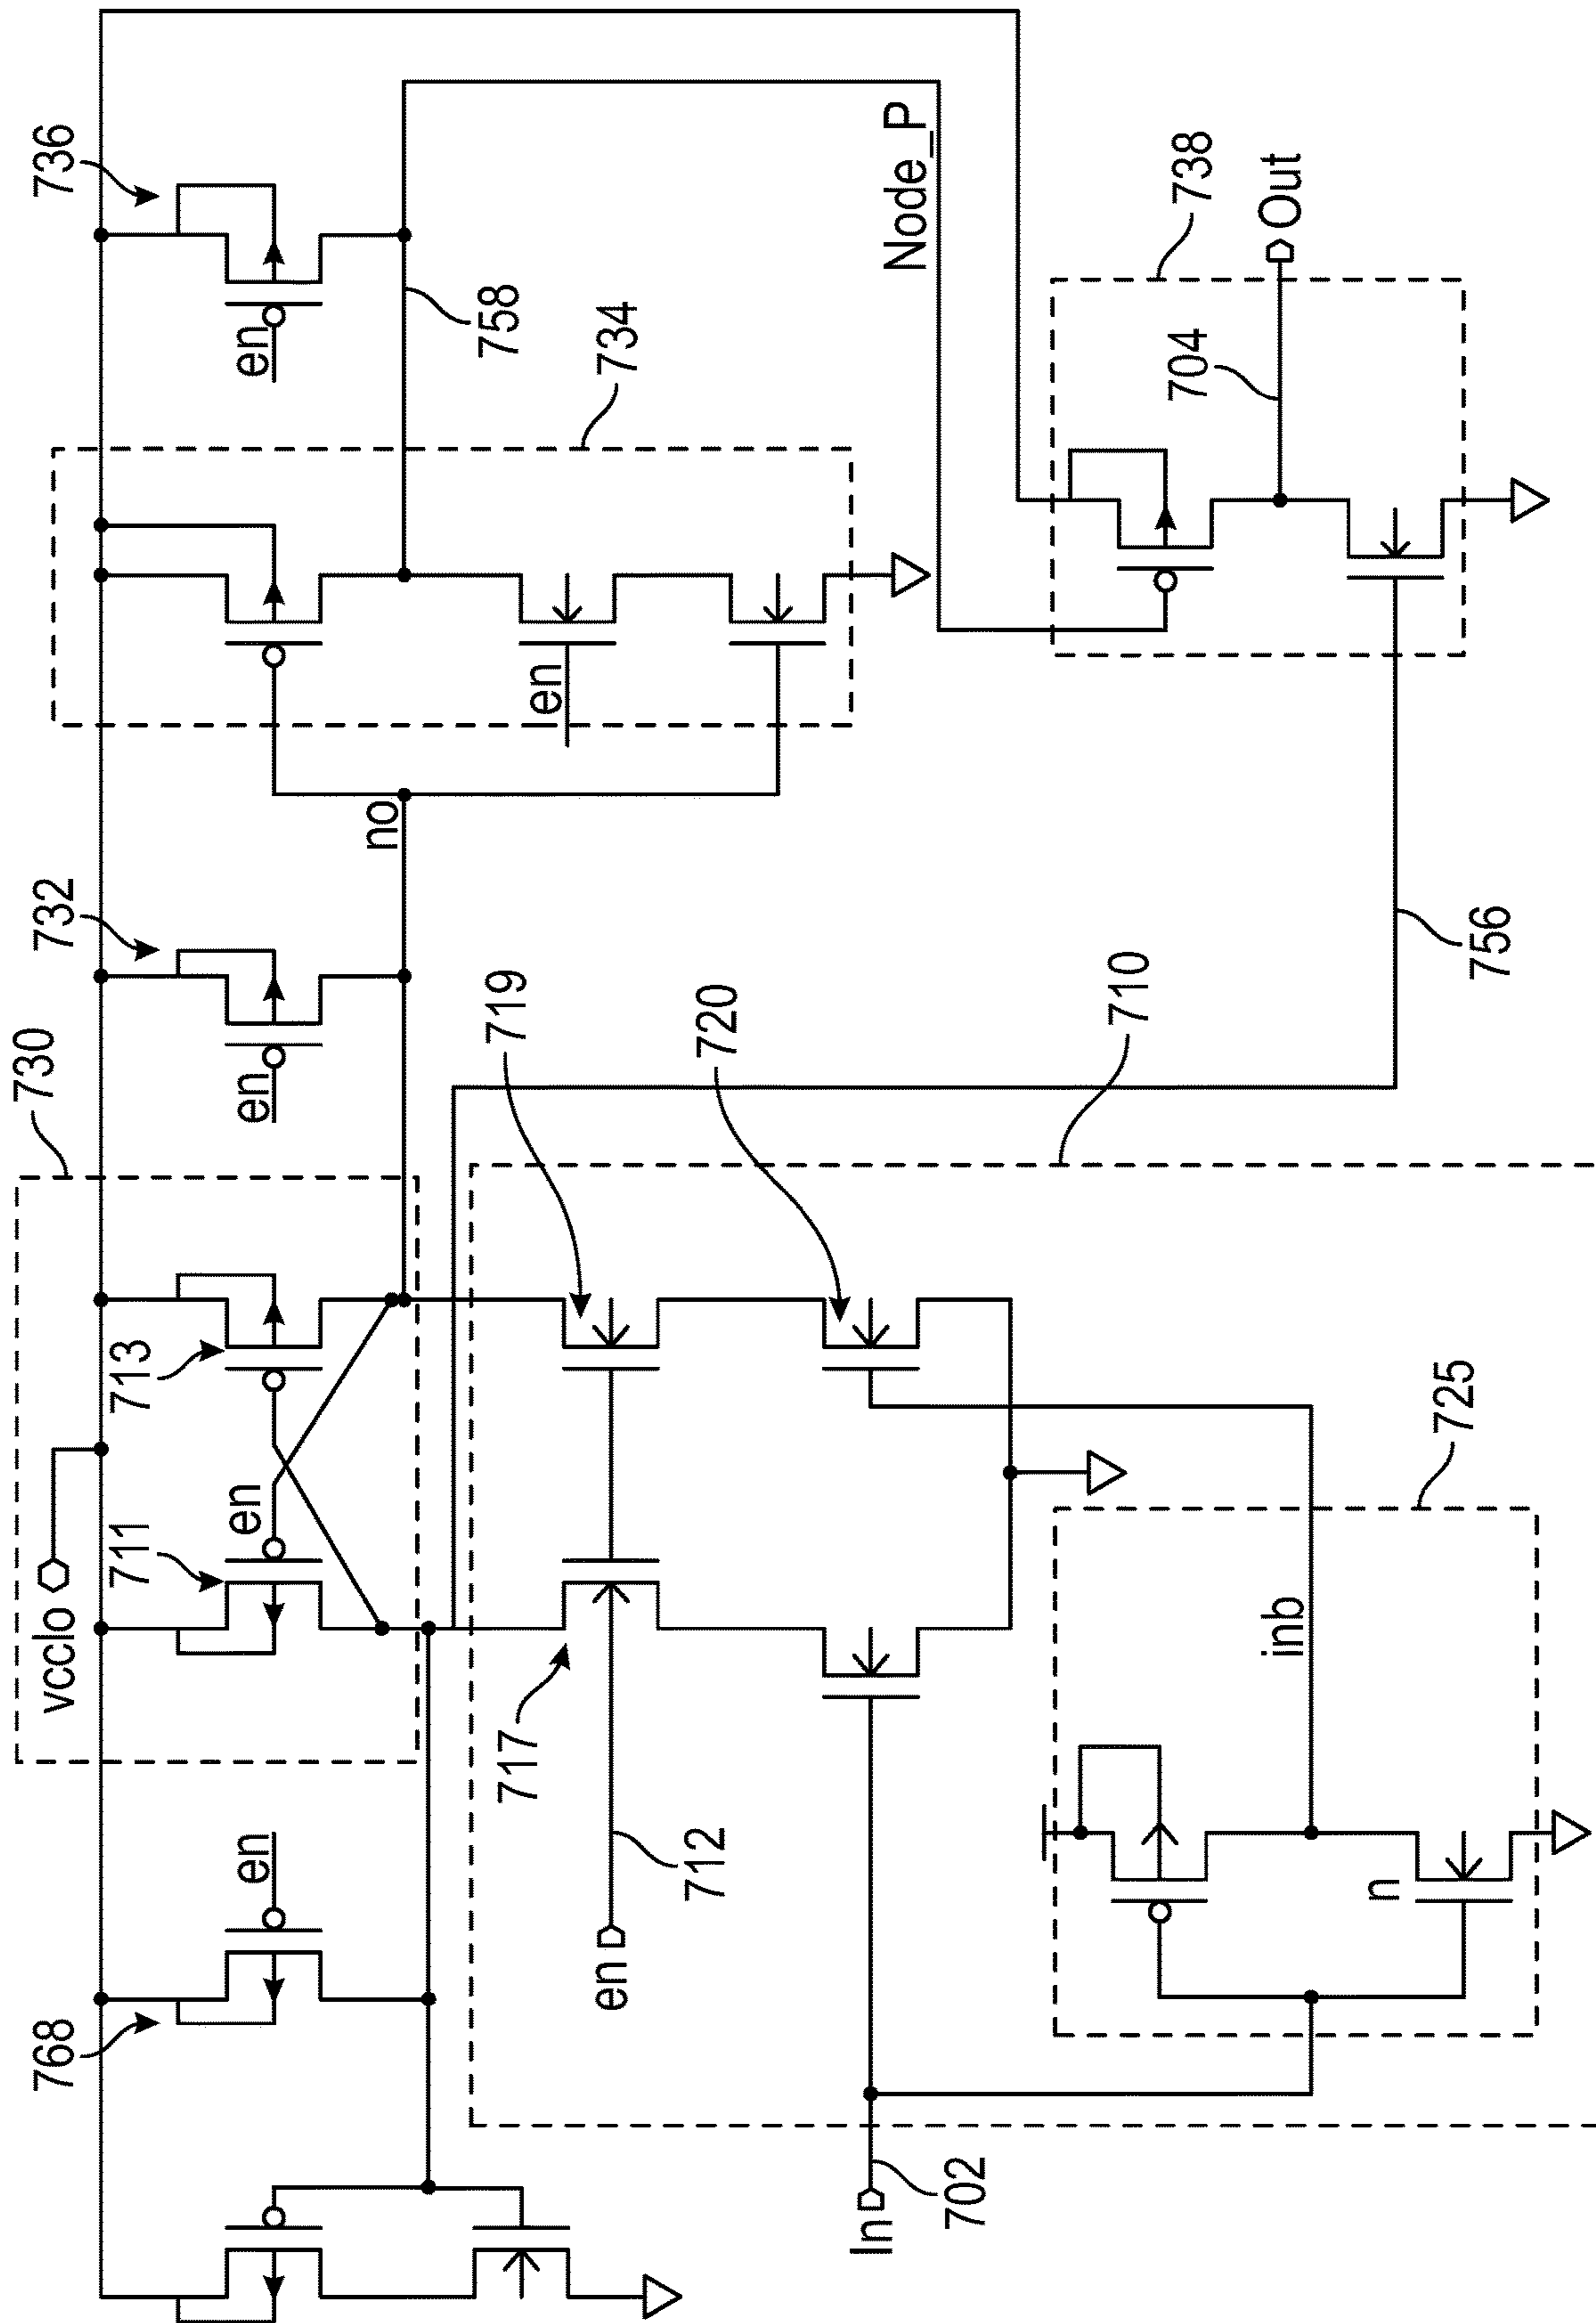 768
vcclo
730
732
736
711
713
en
en
en
en
no
758
717
719
en
en
734
712
720
In
Node_P
702
710
704
738
inb
Out
n
725
756